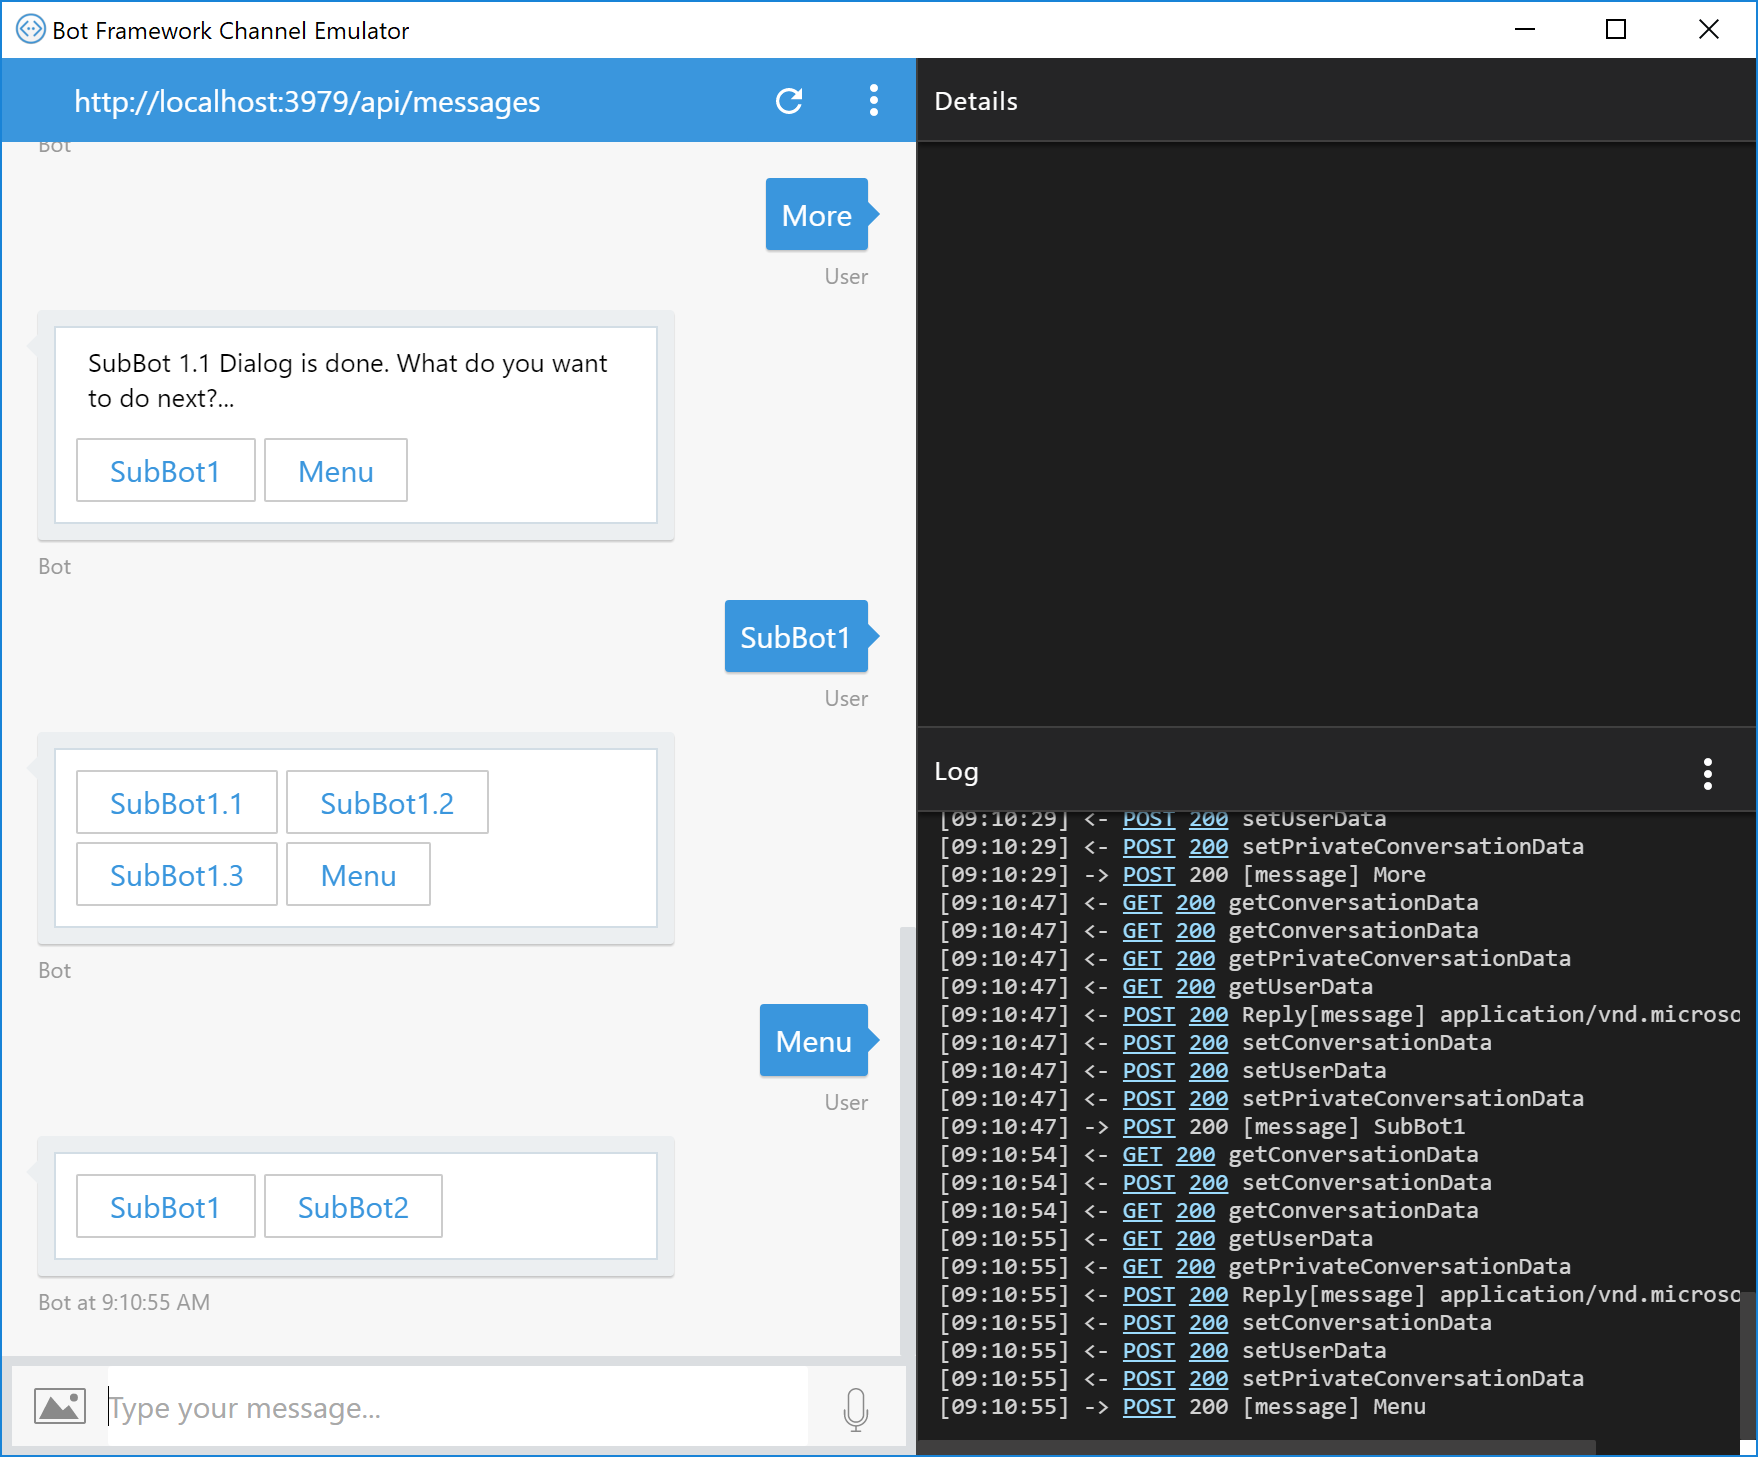 Bot Framework Channel Emulator
http://localhost:3979/api/messages
Bot
More
User
SubBot 1.1 Dialog is done. What do you want
to do next?...
SubBot1 Menu
Bot
SubBot1
User
SubBot1.1 SubBot1.2
SubBot1.3 Menu
Bot
Menu
User
SubBot1 SubBot2
Bot at 9:10:55 AM
Type your message...
Details
Log
[09:10:29] <- POST 200 setUserData
[09:10:29] <- POST 200 setPrivateConversationData
[09:10:29] -> POST 200 [message] More
[09:10:47] <- GET 200 getConversationData
[09:10:47] <- GET 200 getConversationData
[09:10:47] <- GET 200 getPrivateConversationData
[09:10:47] <- GET 200 getUserData
[09:10:47] <- POST 200 Reply[message] application/vnd.microso
[09:10:47] <- POST 200 setConversationData
[09:10:47] <- POST 200 setUserData
[09:10:47] <- POST 200 setPrivateConversationData
[09:10:47] -> POST 200 [message] SubBot1
[09:10:54] <- GET 200 getConversationData
[09:10:54] <- POST 200 setConversationData
[09:10:54] <- GET 200 getConversationData
[09:10:55] <- GET 200 getUserData
[09:10:55] <- GET 200 getPrivateConversationData
[09:10:55] <- POST 200 Reply[message] application/vnd.microso
[09:10:55] <- POST 200 setConversationData
[09:10:55] <- POST 200 setUserData
[09:10:55] <- POST 200 setPrivateConversationData
[09:10:55] -> POST 200 [message] Menu